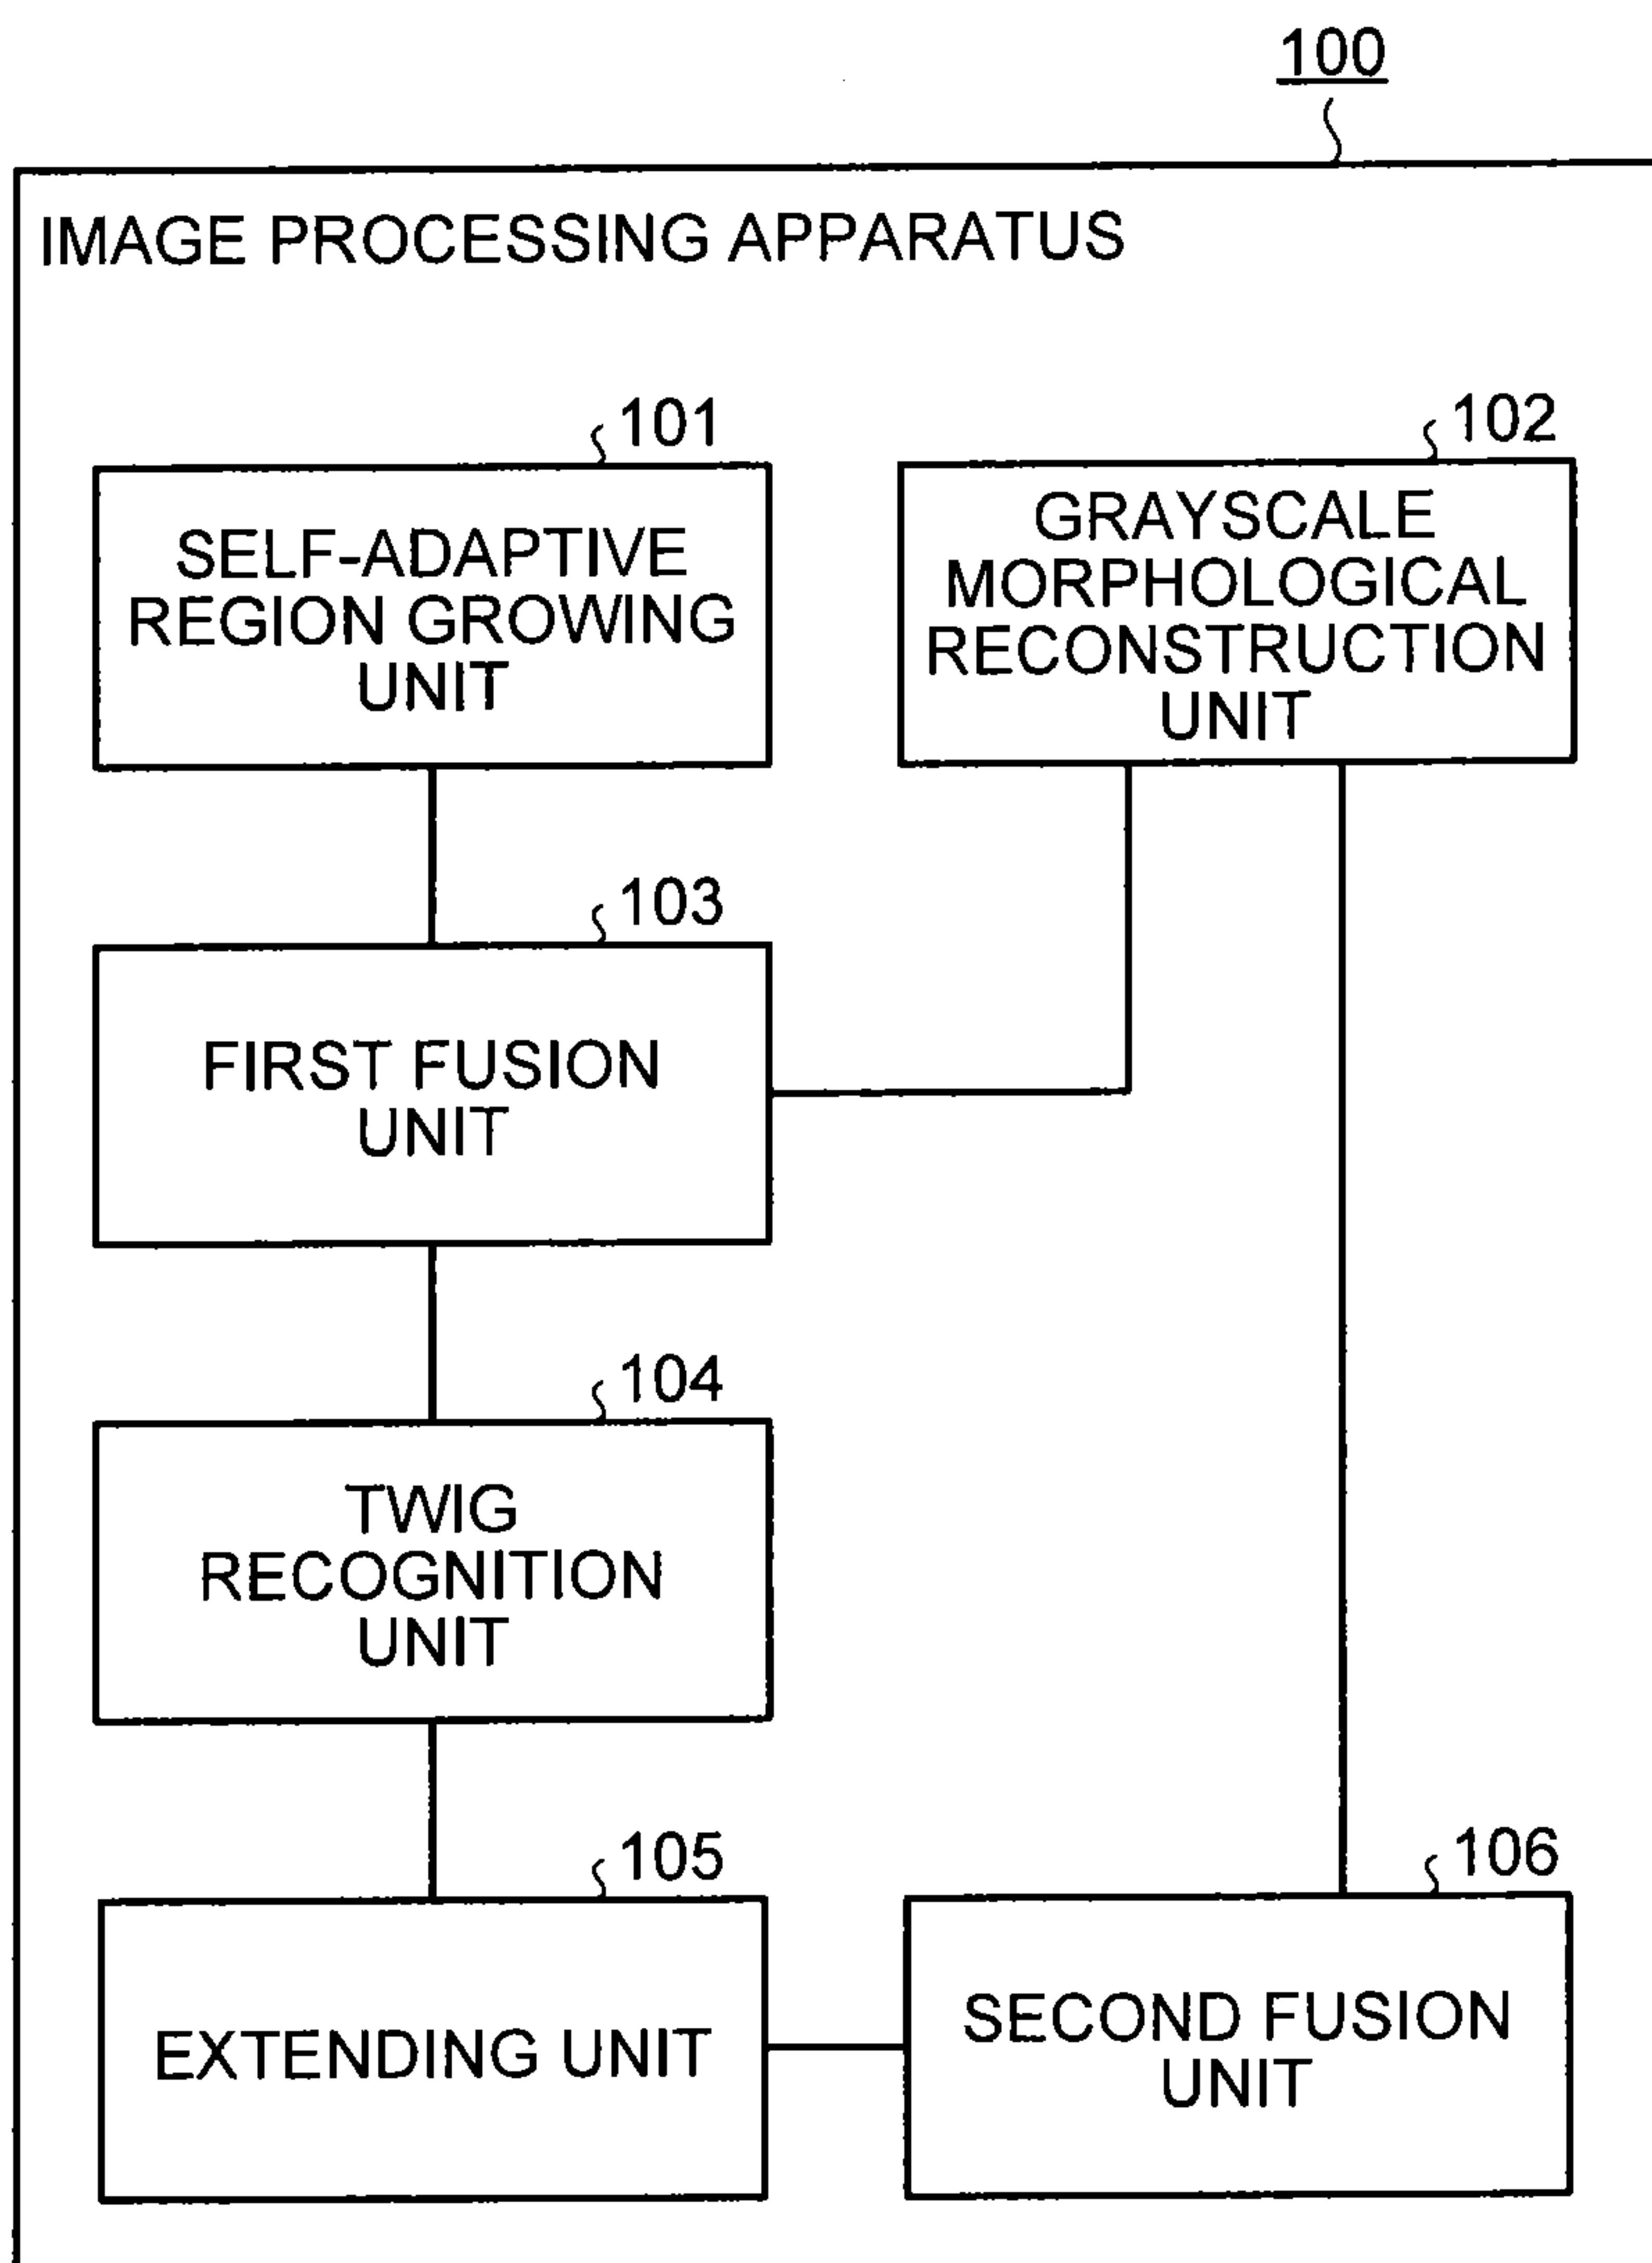 100
IMAGE PROCESSING APPARATUS
101
SELF-ADAPTIVE
REGION GROWING
UNIT
102
GRAYSCALE
MORPHOLOGICAL
RECONSTRUCTION
UNIT
103
FIRST FUSION
UNIT
104
TWIG
RECOGNITION
UNIT
105
EXTENDING UNIT
106
SECOND FUSION
UNIT